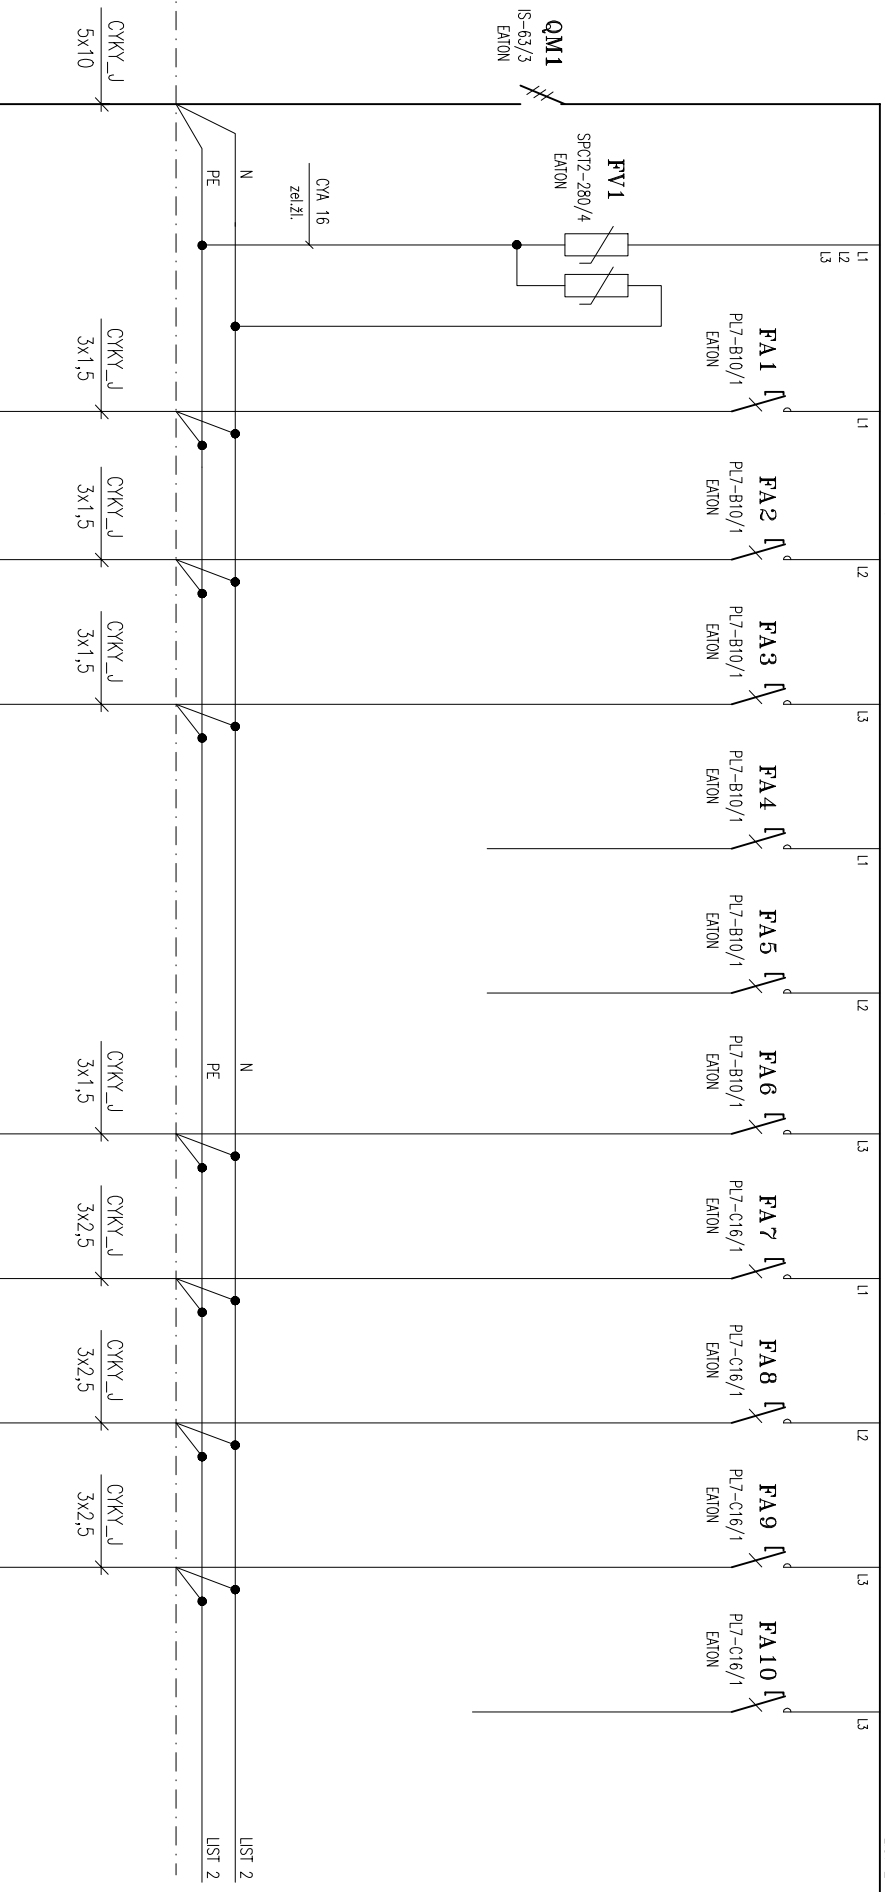 QM1
IS-63/3
EATON
FV1
SPCT2-280/4
EATON
L1
L2
L3
FA1
PL7-B10/1
EATON
L1
FA2
PL7-B10/1
EATON
L2
FA3
PL7-B10/1
EATON
L3
FA4
PL7-B10/1
EATON
L1
FA5
PL7-B10/1
EATON
L2
FA6
PL7-B10/1
EATON
L3
FA7
PL7-C16/1
EATON
L1
FA8
PL7-C16/1
EATON
L2
FA9
PL7-C16/1
EATON
L3
FA10
PL7-C16/1
EATON
L3
CYA 16
zel.žl.
N
PE
N
PE
LIST 2
LIST 2
CYKY_J
5x10
CYKY_J
3x1,5
CYKY_J
3x1,5
CYKY_J
3x1,5
CYKY_J
3x1,5
CYKY_J
3x2,5
CYKY_J
3x2,5
CYKY_J
3x2,5